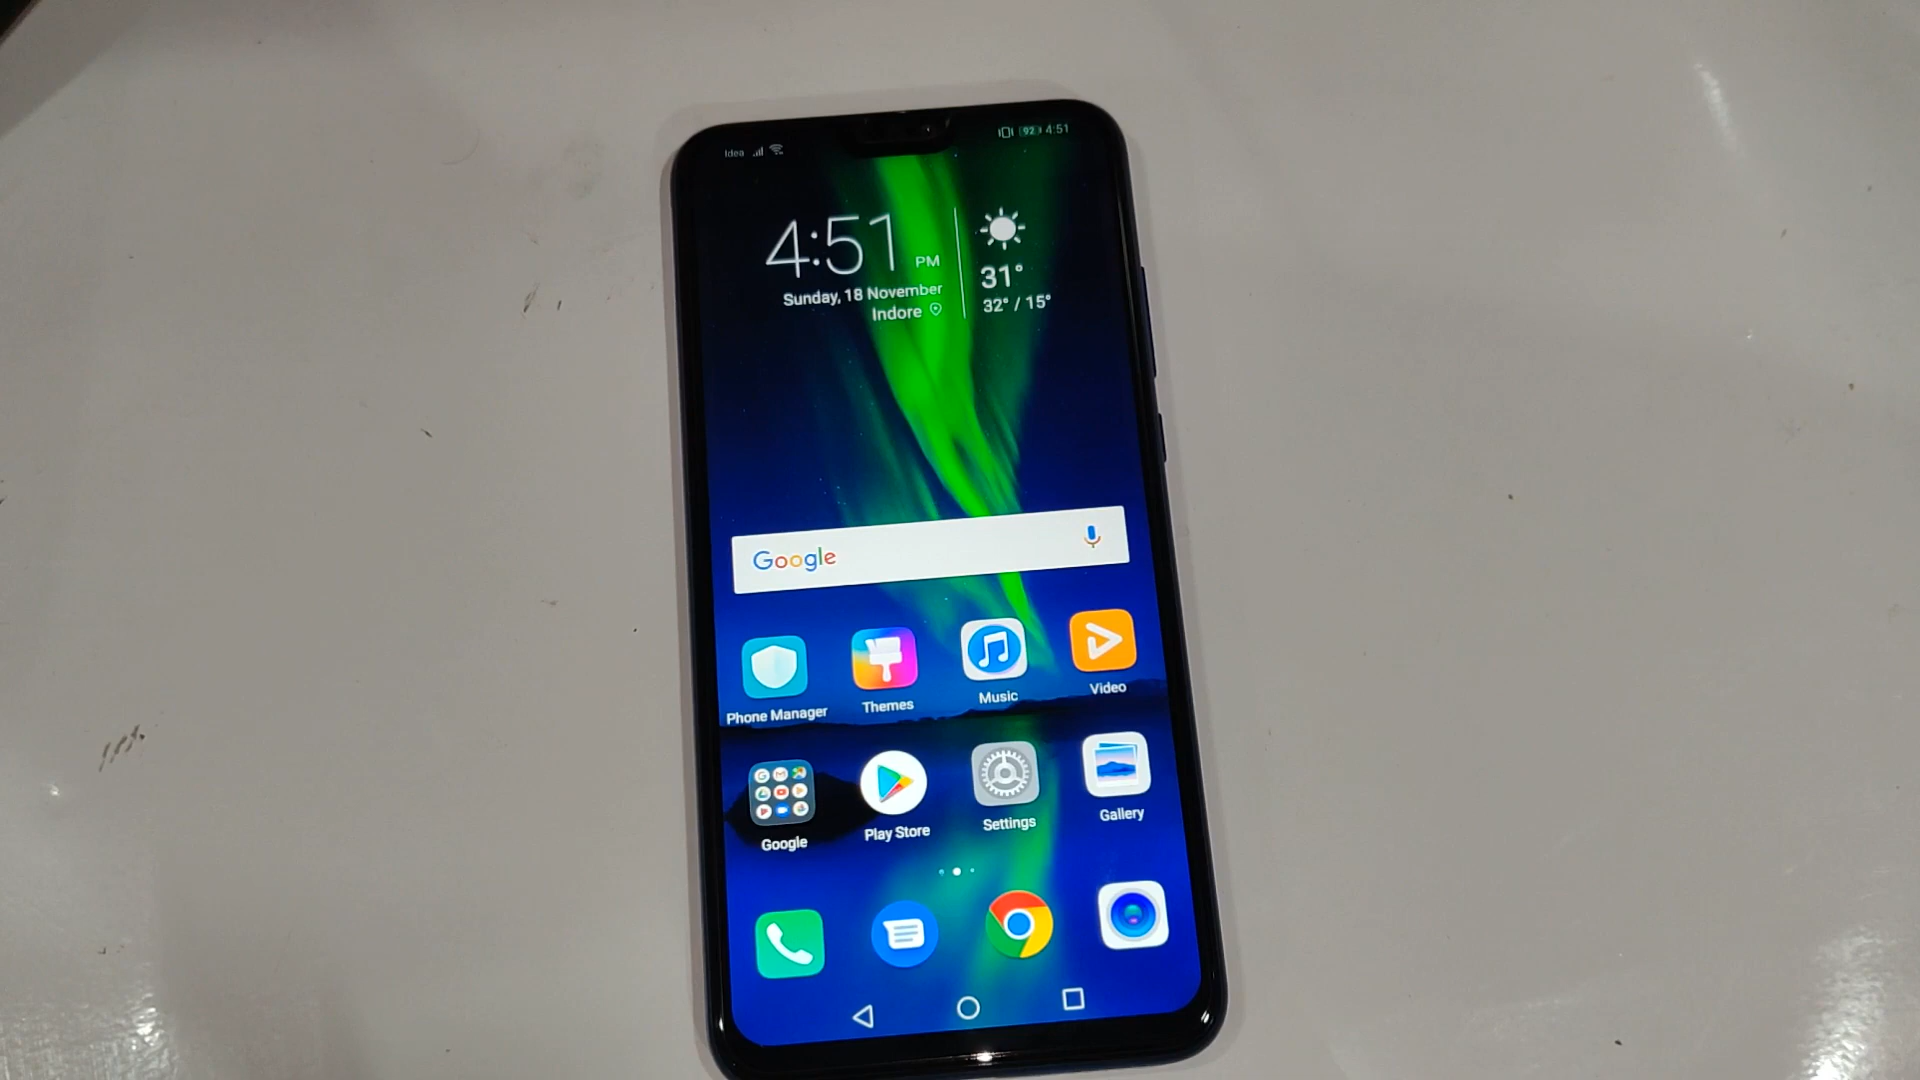 Idea
92 4:51
4:51 PM
Sunday, 18 November
Indore
31°
32° / 15°
Google
Phone Manager
Themes
Music
Video
Google
Play Store
Settings
Gallery